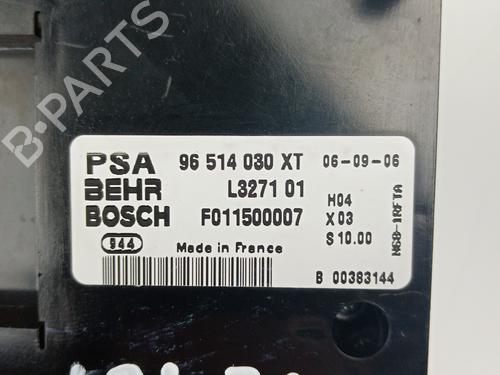 B-PARTS
PSA 96 514 030 XT 06-09-06
BEHR L3271 01 H04
BOSCH F011500007 X03
944 Made in France S 10.00
B 00383144
N68-1RFTA